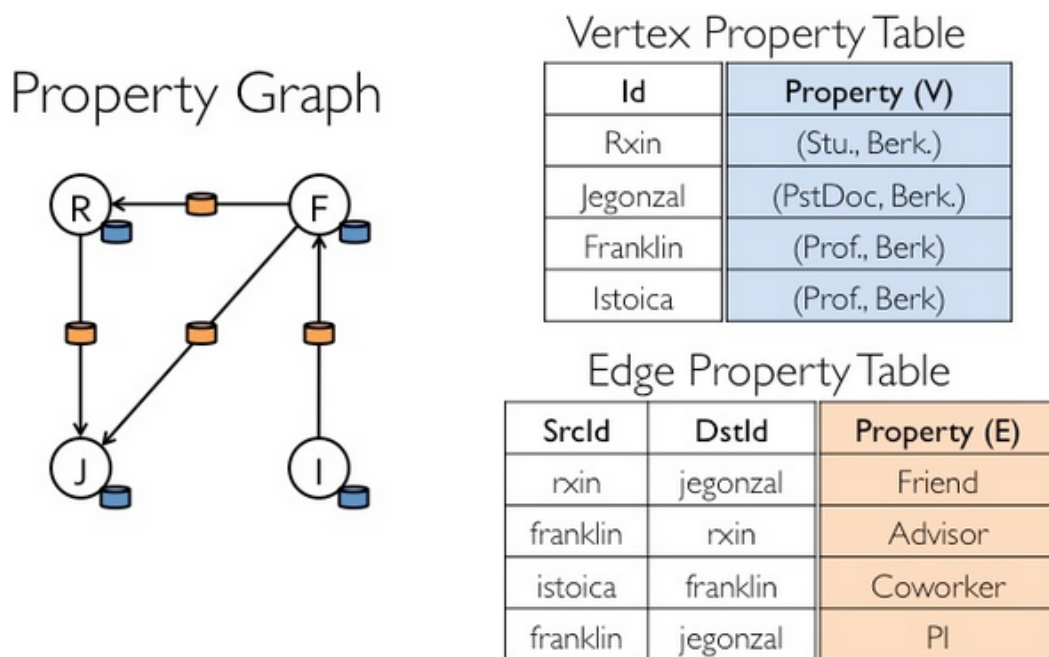 Property Graph
R
F
J
I
Vertex Property Table
Id Property (V)
Rxin (Stu., Berk.)
Jegonzal (PstDoc, Berk.)
Franklin (Prof., Berk)
Istoica (Prof., Berk)
Edge Property Table
SrcId DstId Property (E)
rxin jegonzal Friend
franklin rxin Advisor
istoica franklin Coworker
franklin jegonzal PI